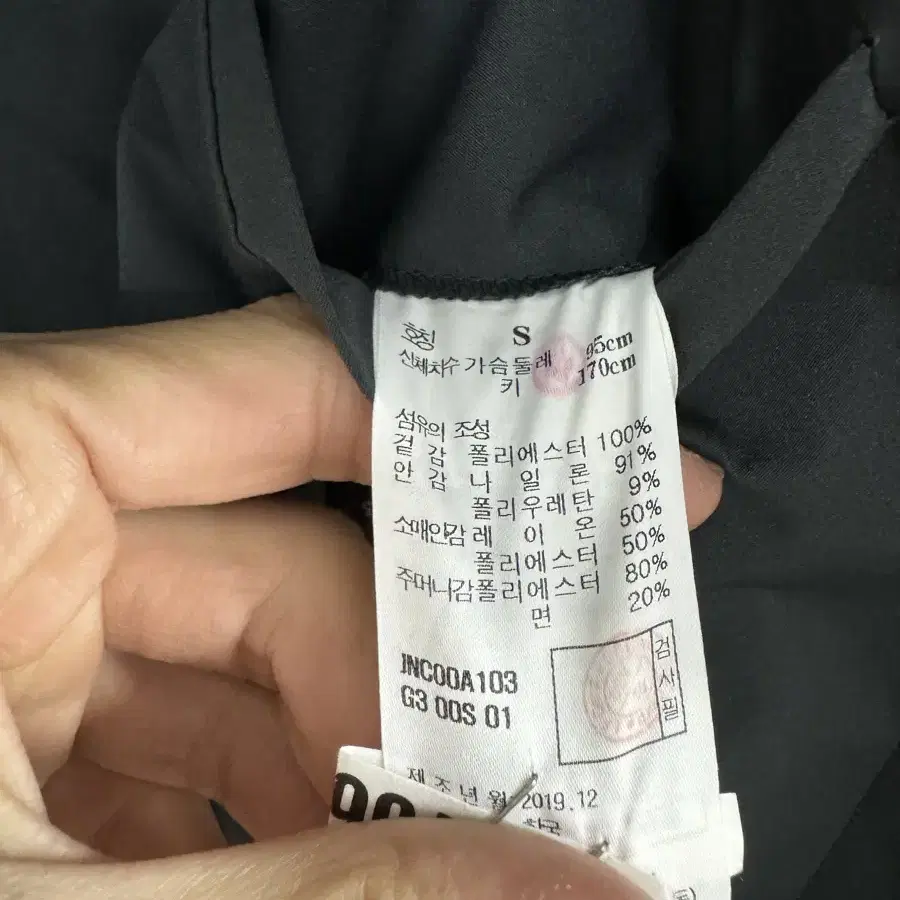 호칭 S
신체치수 가슴둘레 95cm
키 170cm
섬유의 조성
겉감 폴리에스터 100%
안감 나일론 91%
폴리우레탄 9%
소매안감 레이온 50%
폴리에스터 50%
주머니감 폴리에스터 80%
면 20%
JNC00A103
G3 00S 01
검사필
제조년월 2019.12
한국